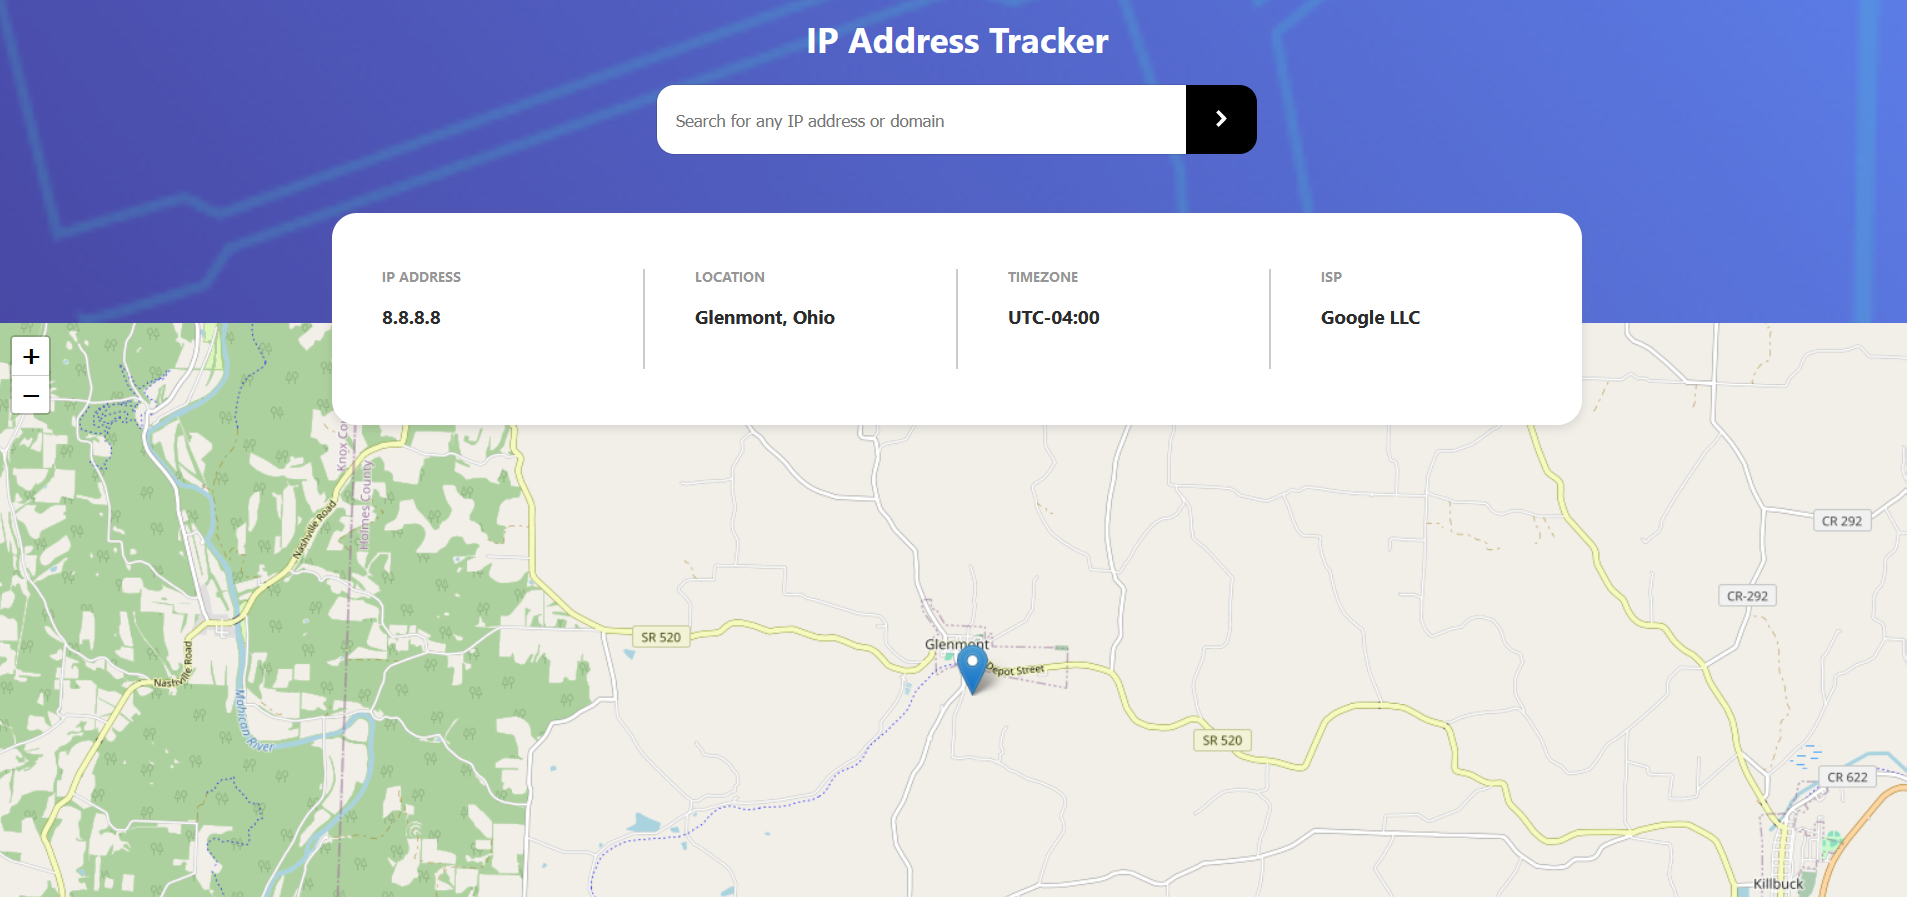 IP Address Tracker
Search for any IP address or domain
IP ADDRESS
8.8.8.8
LOCATION
Glenmont, Ohio
TIMEZONE
UTC-04:00
ISP
Google LLC
+
−
Knox Co
Holmes County
Nashville Road
CR 292
CR-292
SR 520
Glenmont
Depot Street
Nashville Road
Mohican River
SR 520
CR 622
Killbuck